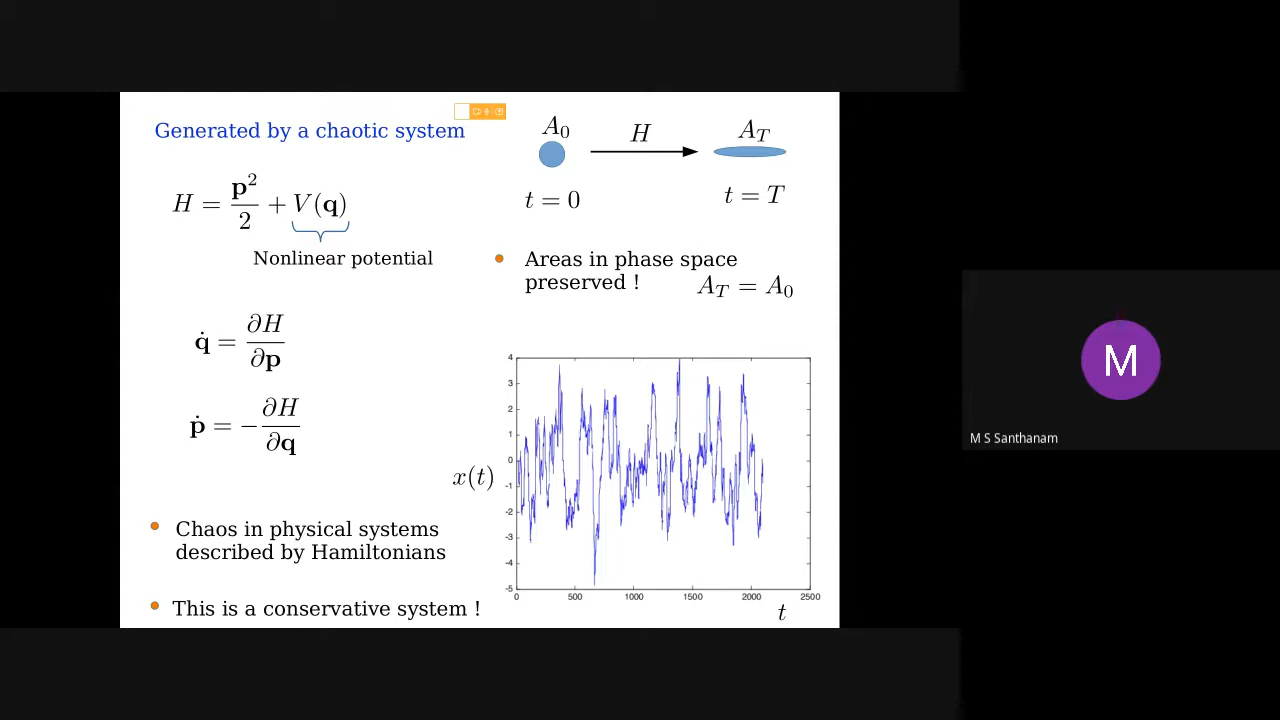 Generated by a chaotic system
H = p²/2 + V(q)
Nonlinear potential
q̇ = ∂H/∂p
ṗ = −∂H/∂q
Chaos in physical systems
described by Hamiltonians
This is a conservative system !
A₀ H A_T
t = 0 t = T
Areas in phase space
preserved ! A_T = A₀
4
3
2
1
0
-1
-2
-3
-4
-5
x(t)
0 500 1000 1500 2000 2500
t
M
M S Santhanam